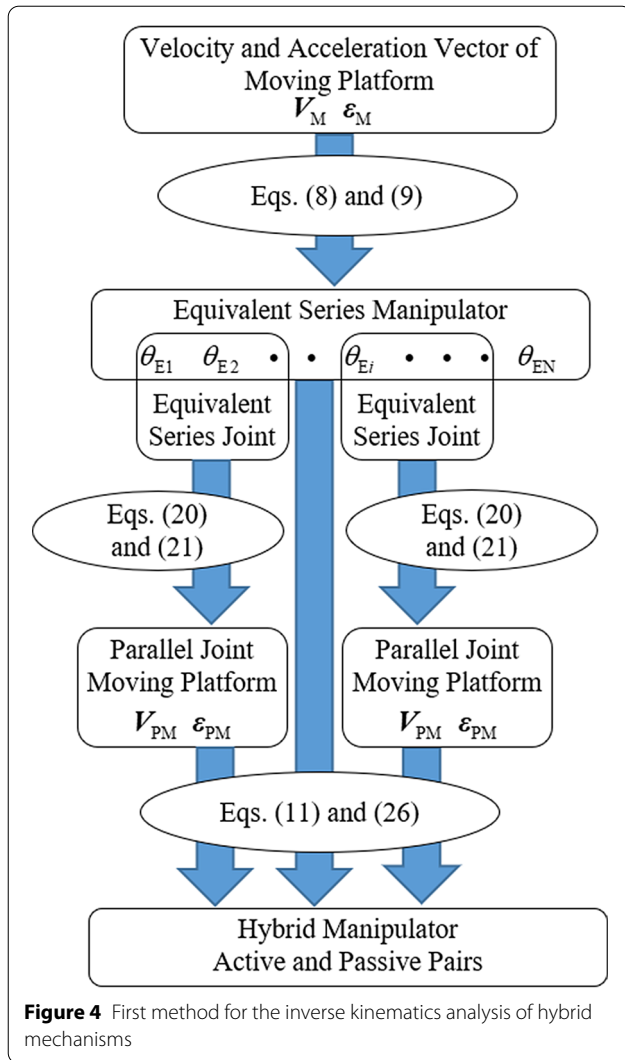 Velocity and Acceleration Vector of
Moving Platform
V_M ε_M
Eqs. (8) and (9)
Equivalent Series Manipulator
θ_E1 θ_E2 • • θ_Ei • • • θ_EN
Equivalent
Series Joint
Equivalent
Series Joint
Eqs. (20)
and (21)
Eqs. (20)
and (21)
Parallel Joint
Moving Platform
V_PM ε_PM
Parallel Joint
Moving Platform
V_PM ε_PM
Eqs. (11) and (26)
Hybrid Manipulator
Active and Passive Pairs
Figure 4 First method for the inverse kinematics analysis of hybrid
mechanisms